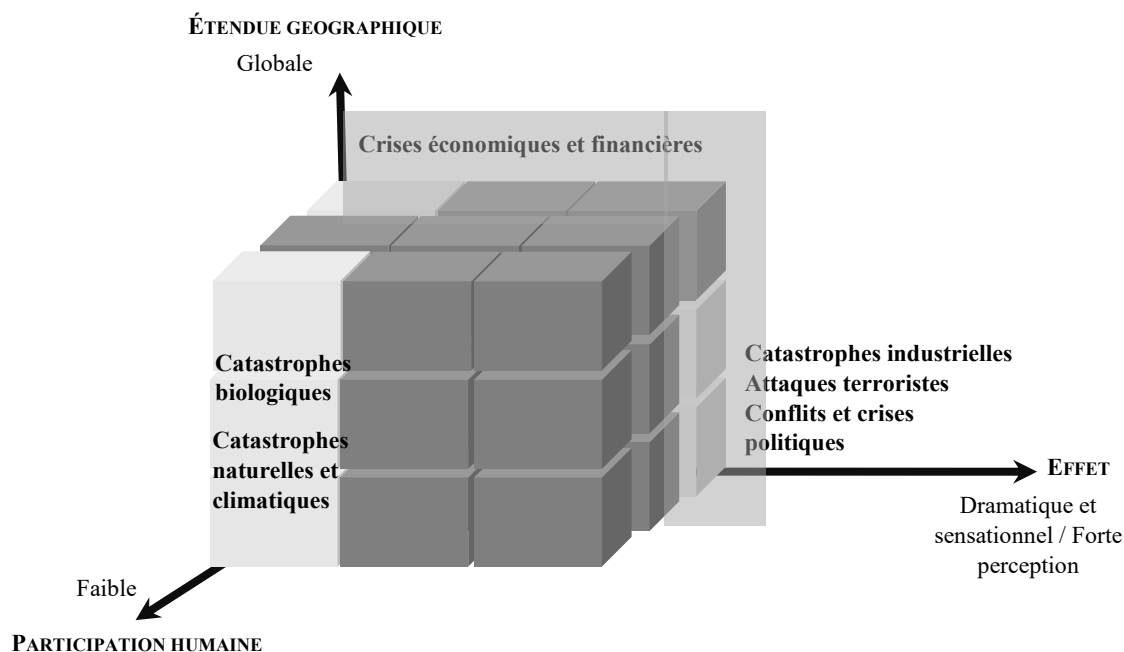 ÉTENDUE GEOGRAPHIQUE
Globale
Crises économiques et financières
Catastrophes
biologiques
Catastrophes
naturelles et
climatiques
Catastrophes industrielles
Attaques terroristes
Conflits et crises
politiques
EFFET
Dramatique et
sensationnel / Forte
perception
Faible
PARTICIPATION HUMAINE